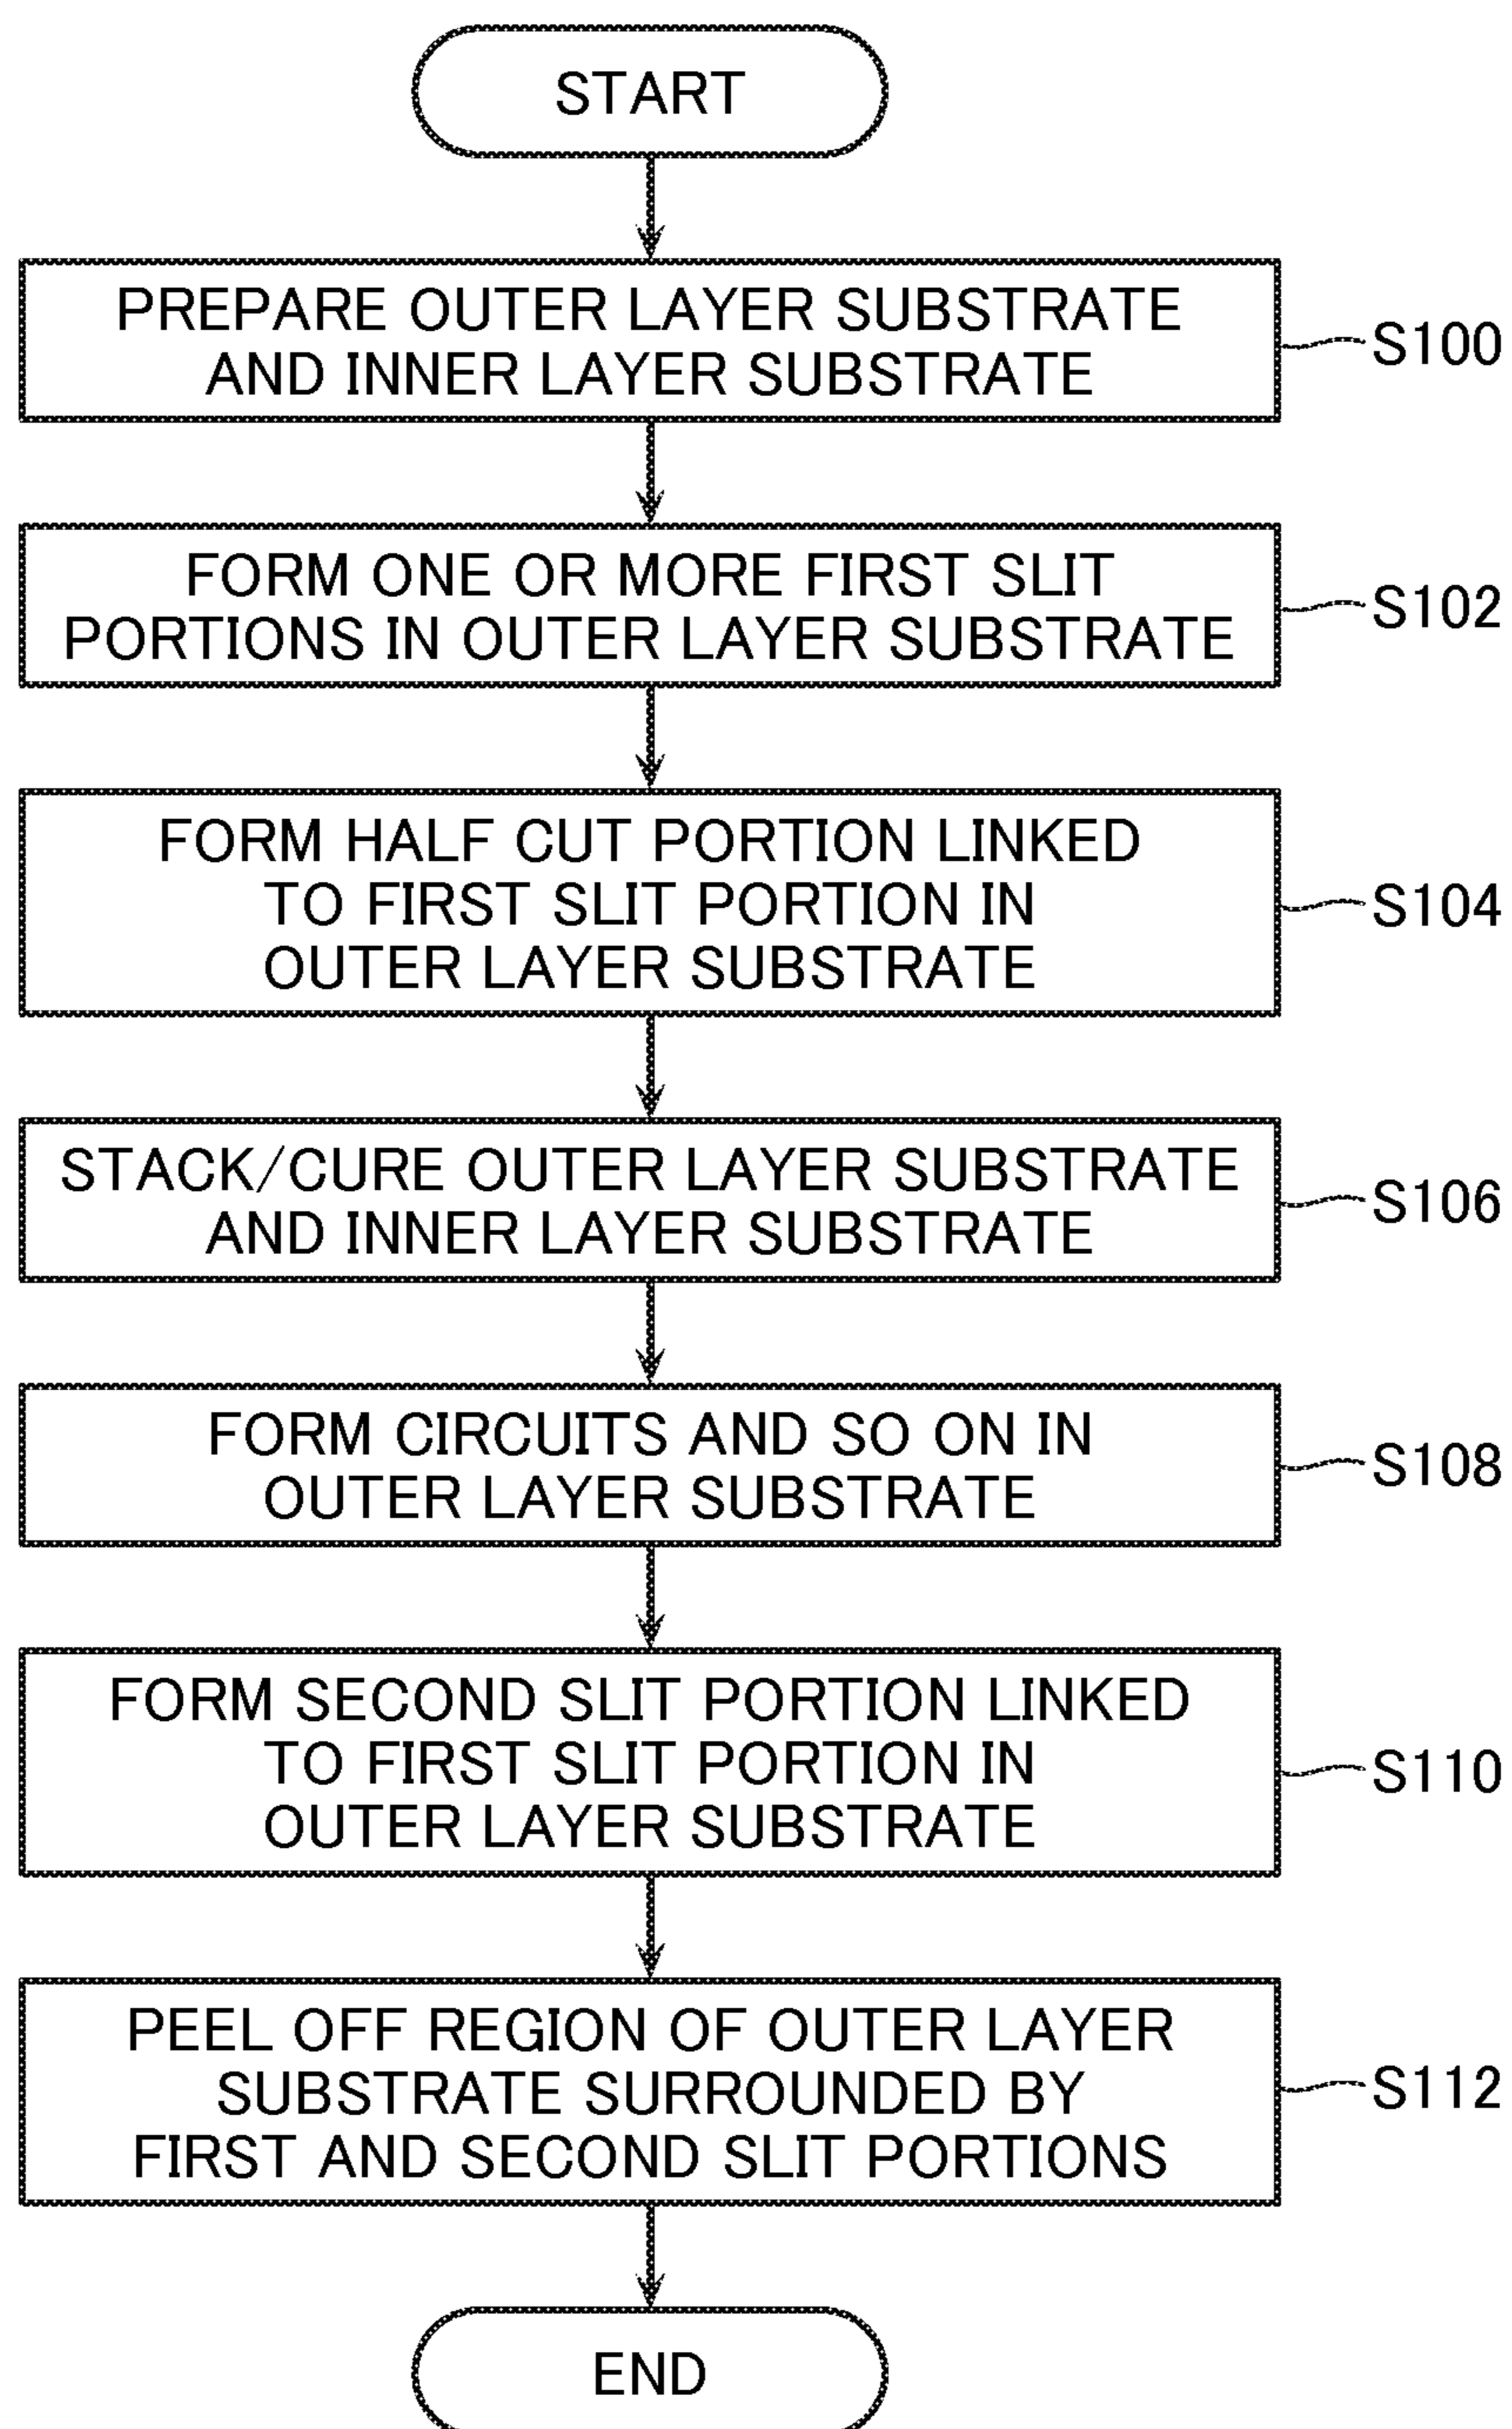 START
PREPARE OUTER LAYER SUBSTRATE
AND INNER LAYER SUBSTRATE
S100
FORM ONE OR MORE FIRST SLIT
PORTIONS IN OUTER LAYER SUBSTRATE
S102
FORM HALF CUT PORTION LINKED
TO FIRST SLIT PORTION IN
OUTER LAYER SUBSTRATE
S104
STACK/CURE OUTER LAYER SUBSTRATE
AND INNER LAYER SUBSTRATE
S106
FORM CIRCUITS AND SO ON IN
OUTER LAYER SUBSTRATE
S108
FORM SECOND SLIT PORTION LINKED
TO FIRST SLIT PORTION IN
OUTER LAYER SUBSTRATE
S110
PEEL OFF REGION OF OUTER LAYER
SUBSTRATE SURROUNDED BY
FIRST AND SECOND SLIT PORTIONS
S112
END